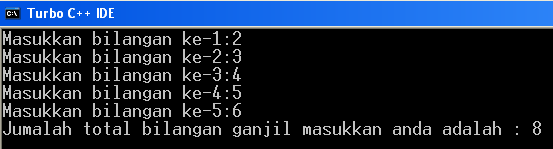 Turbo C++ IDE
Masukkan bilangan ke-1:2
Masukkan bilangan ke-2:3
Masukkan bilangan ke-3:4
Masukkan bilangan ke-4:5
Masukkan bilangan ke-5:6
Jumalah total bilangan ganjil masukkan anda adalah : 8